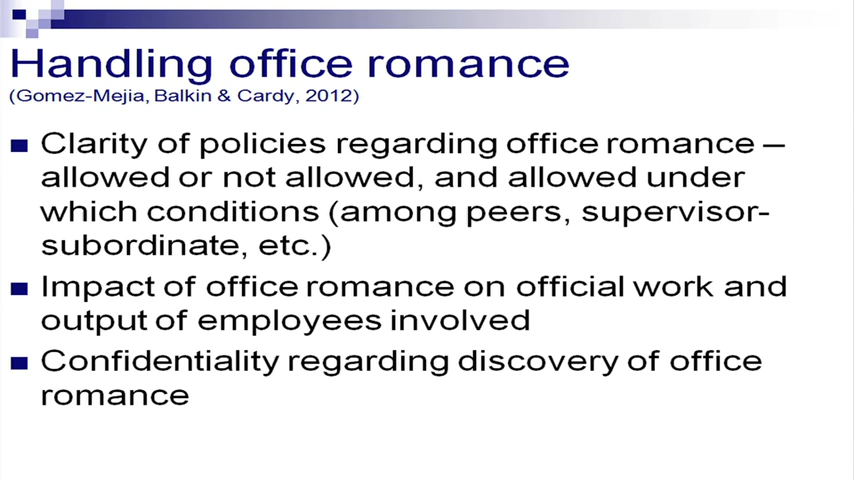 Handling office romance
(Gomez-Mejia, Balkin & Cardy, 2012)
Clarity of policies regarding office romance –
allowed or not allowed, and allowed under
which conditions (among peers, supervisor-
subordinate, etc.)
Impact of office romance on official work and
output of employees involved
Confidentiality regarding discovery of office
romance